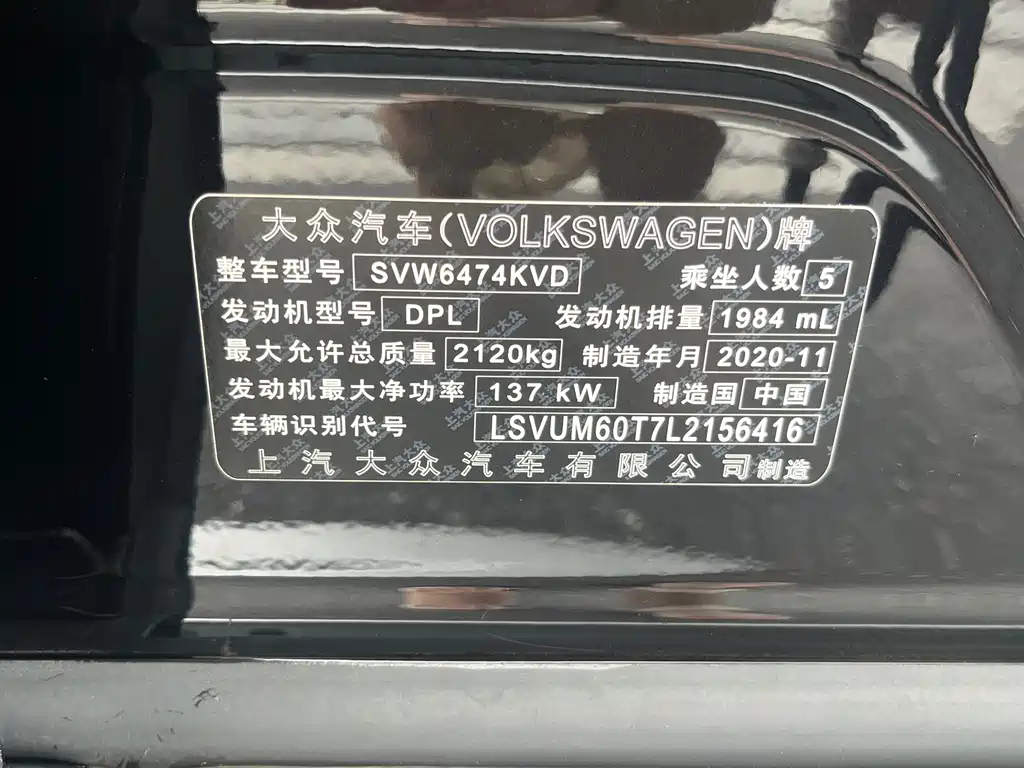 大众汽车(VOLKSWAGEN)牌
整车型号 SVW6474KVD 乘坐人数 5
发动机型号 DPL 发动机排量 1984 mL
最大允许总质量 2120kg 制造年月 2020-11
发动机最大净功率 137 kW 制造国 中国
车辆识别代号 LSVUM60T7L2156416
上汽大众汽车有限公司制造